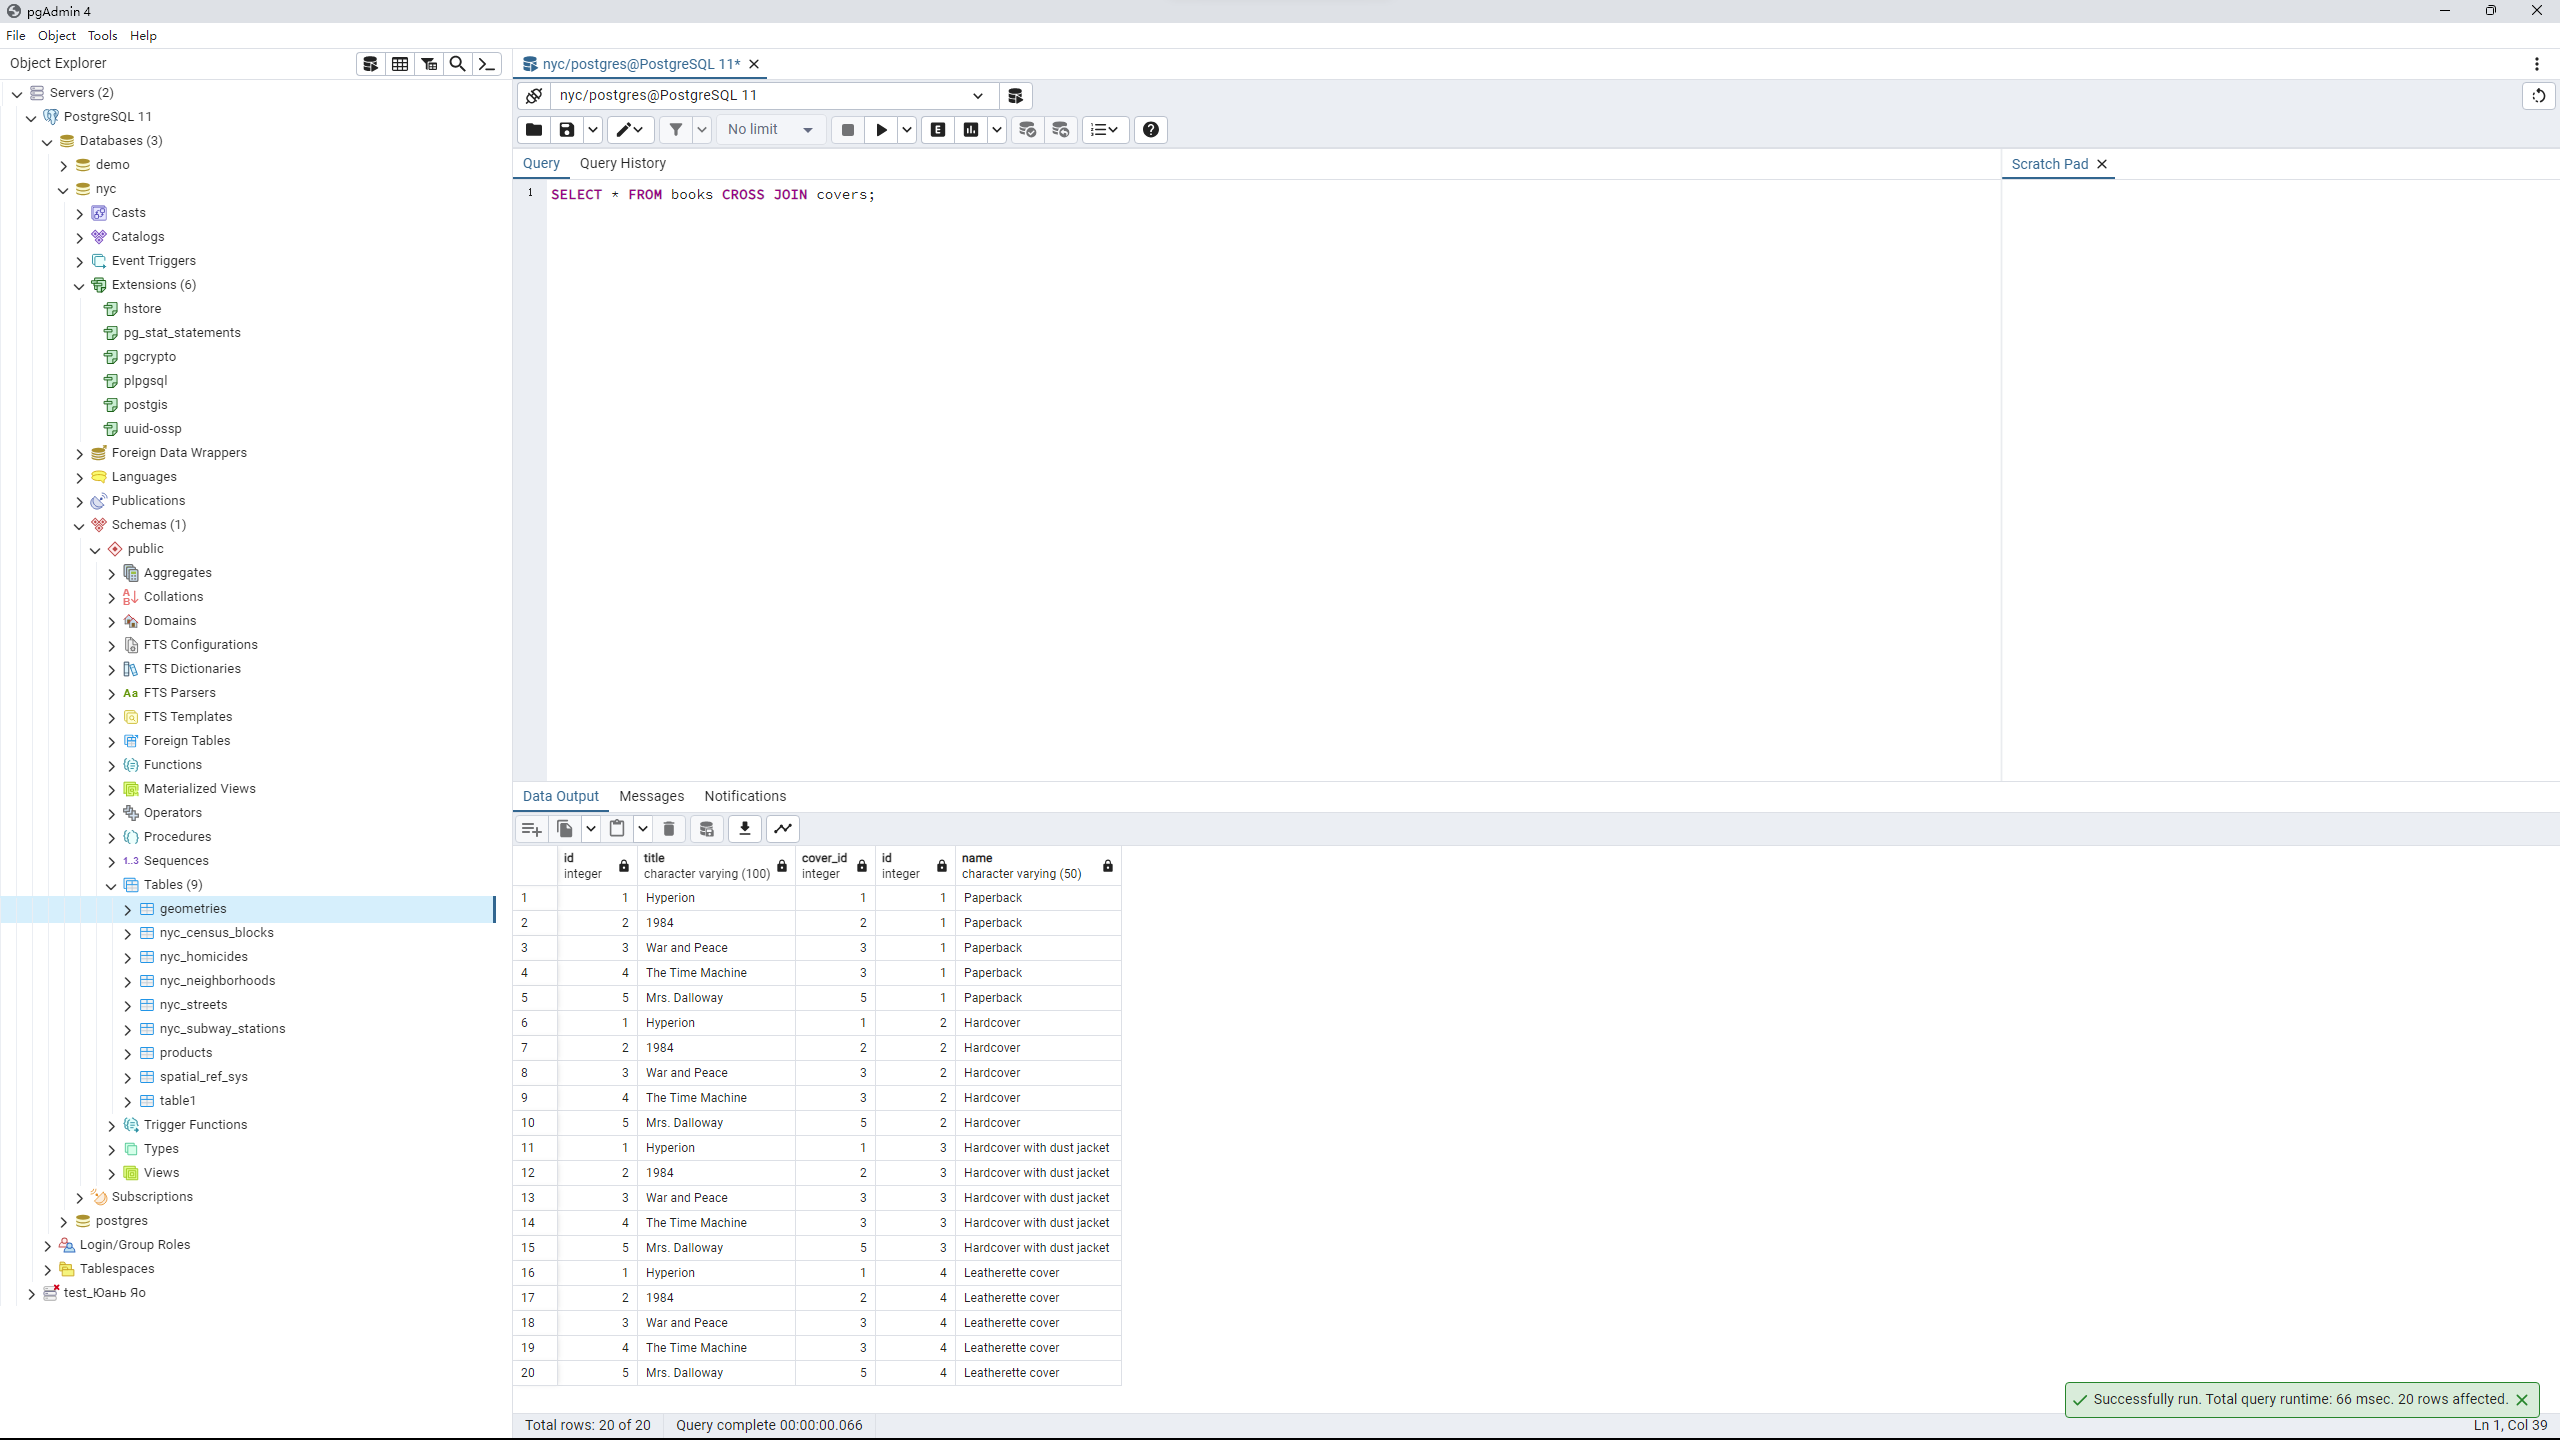 pgAdmin 4
File Object Tools Help
Object Explorer
Servers (2)
PostgreSQL 11
Databases (3)
demo
nyc
Casts
Catalogs
Event Triggers
Extensions (6)
hstore
pg_stat_statements
pgcrypto
plpgsql
postgis
uuid-ossp
Foreign Data Wrappers
Languages
Publications
Schemas (1)
public
Aggregates
Collations
Domains
FTS Configurations
FTS Dictionaries
Aa FTS Parsers
FTS Templates
Foreign Tables
Functions
Materialized Views
Operators
Procedures
1..3 Sequences
Tables (9)
geometries
nyc_census_blocks
nyc_homicides
nyc_neighborhoods
nyc_streets
nyc_subway_stations
products
spatial_ref_sys
table1
Trigger Functions
Types
Views
Subscriptions
postgres
Login/Group Roles
Tablespaces
test_Юань Яо
nyc/postgres@PostgreSQL 11*
nyc/postgres@PostgreSQL 11
No limit
E
Query Query History
Scratch Pad
1 SELECT * FROM books CROSS JOIN covers;
Data Output Messages Notifications
id title cover_id id name
integer character varying (100) integer integer character varying (50)
1 1 Hyperion 1 1 Paperback
2 2 1984 2 1 Paperback
3 3 War and Peace 3 1 Paperback
4 4 The Time Machine 3 1 Paperback
5 5 Mrs. Dalloway 5 1 Paperback
6 1 Hyperion 1 2 Hardcover
7 2 1984 2 2 Hardcover
8 3 War and Peace 3 2 Hardcover
9 4 The Time Machine 3 2 Hardcover
10 5 Mrs. Dalloway 5 2 Hardcover
11 1 Hyperion 1 3 Hardcover with dust jacket
12 2 1984 2 3 Hardcover with dust jacket
13 3 War and Peace 3 3 Hardcover with dust jacket
14 4 The Time Machine 3 3 Hardcover with dust jacket
15 5 Mrs. Dalloway 5 3 Hardcover with dust jacket
16 1 Hyperion 1 4 Leatherette cover
17 2 1984 2 4 Leatherette cover
18 3 War and Peace 3 4 Leatherette cover
19 4 The Time Machine 3 4 Leatherette cover
20 5 Mrs. Dalloway 5 4 Leatherette cover
Successfully run. Total query runtime: 66 msec. 20 rows affected.
Total rows: 20 of 20 Query complete 00:00:00.066
Ln 1, Col 39